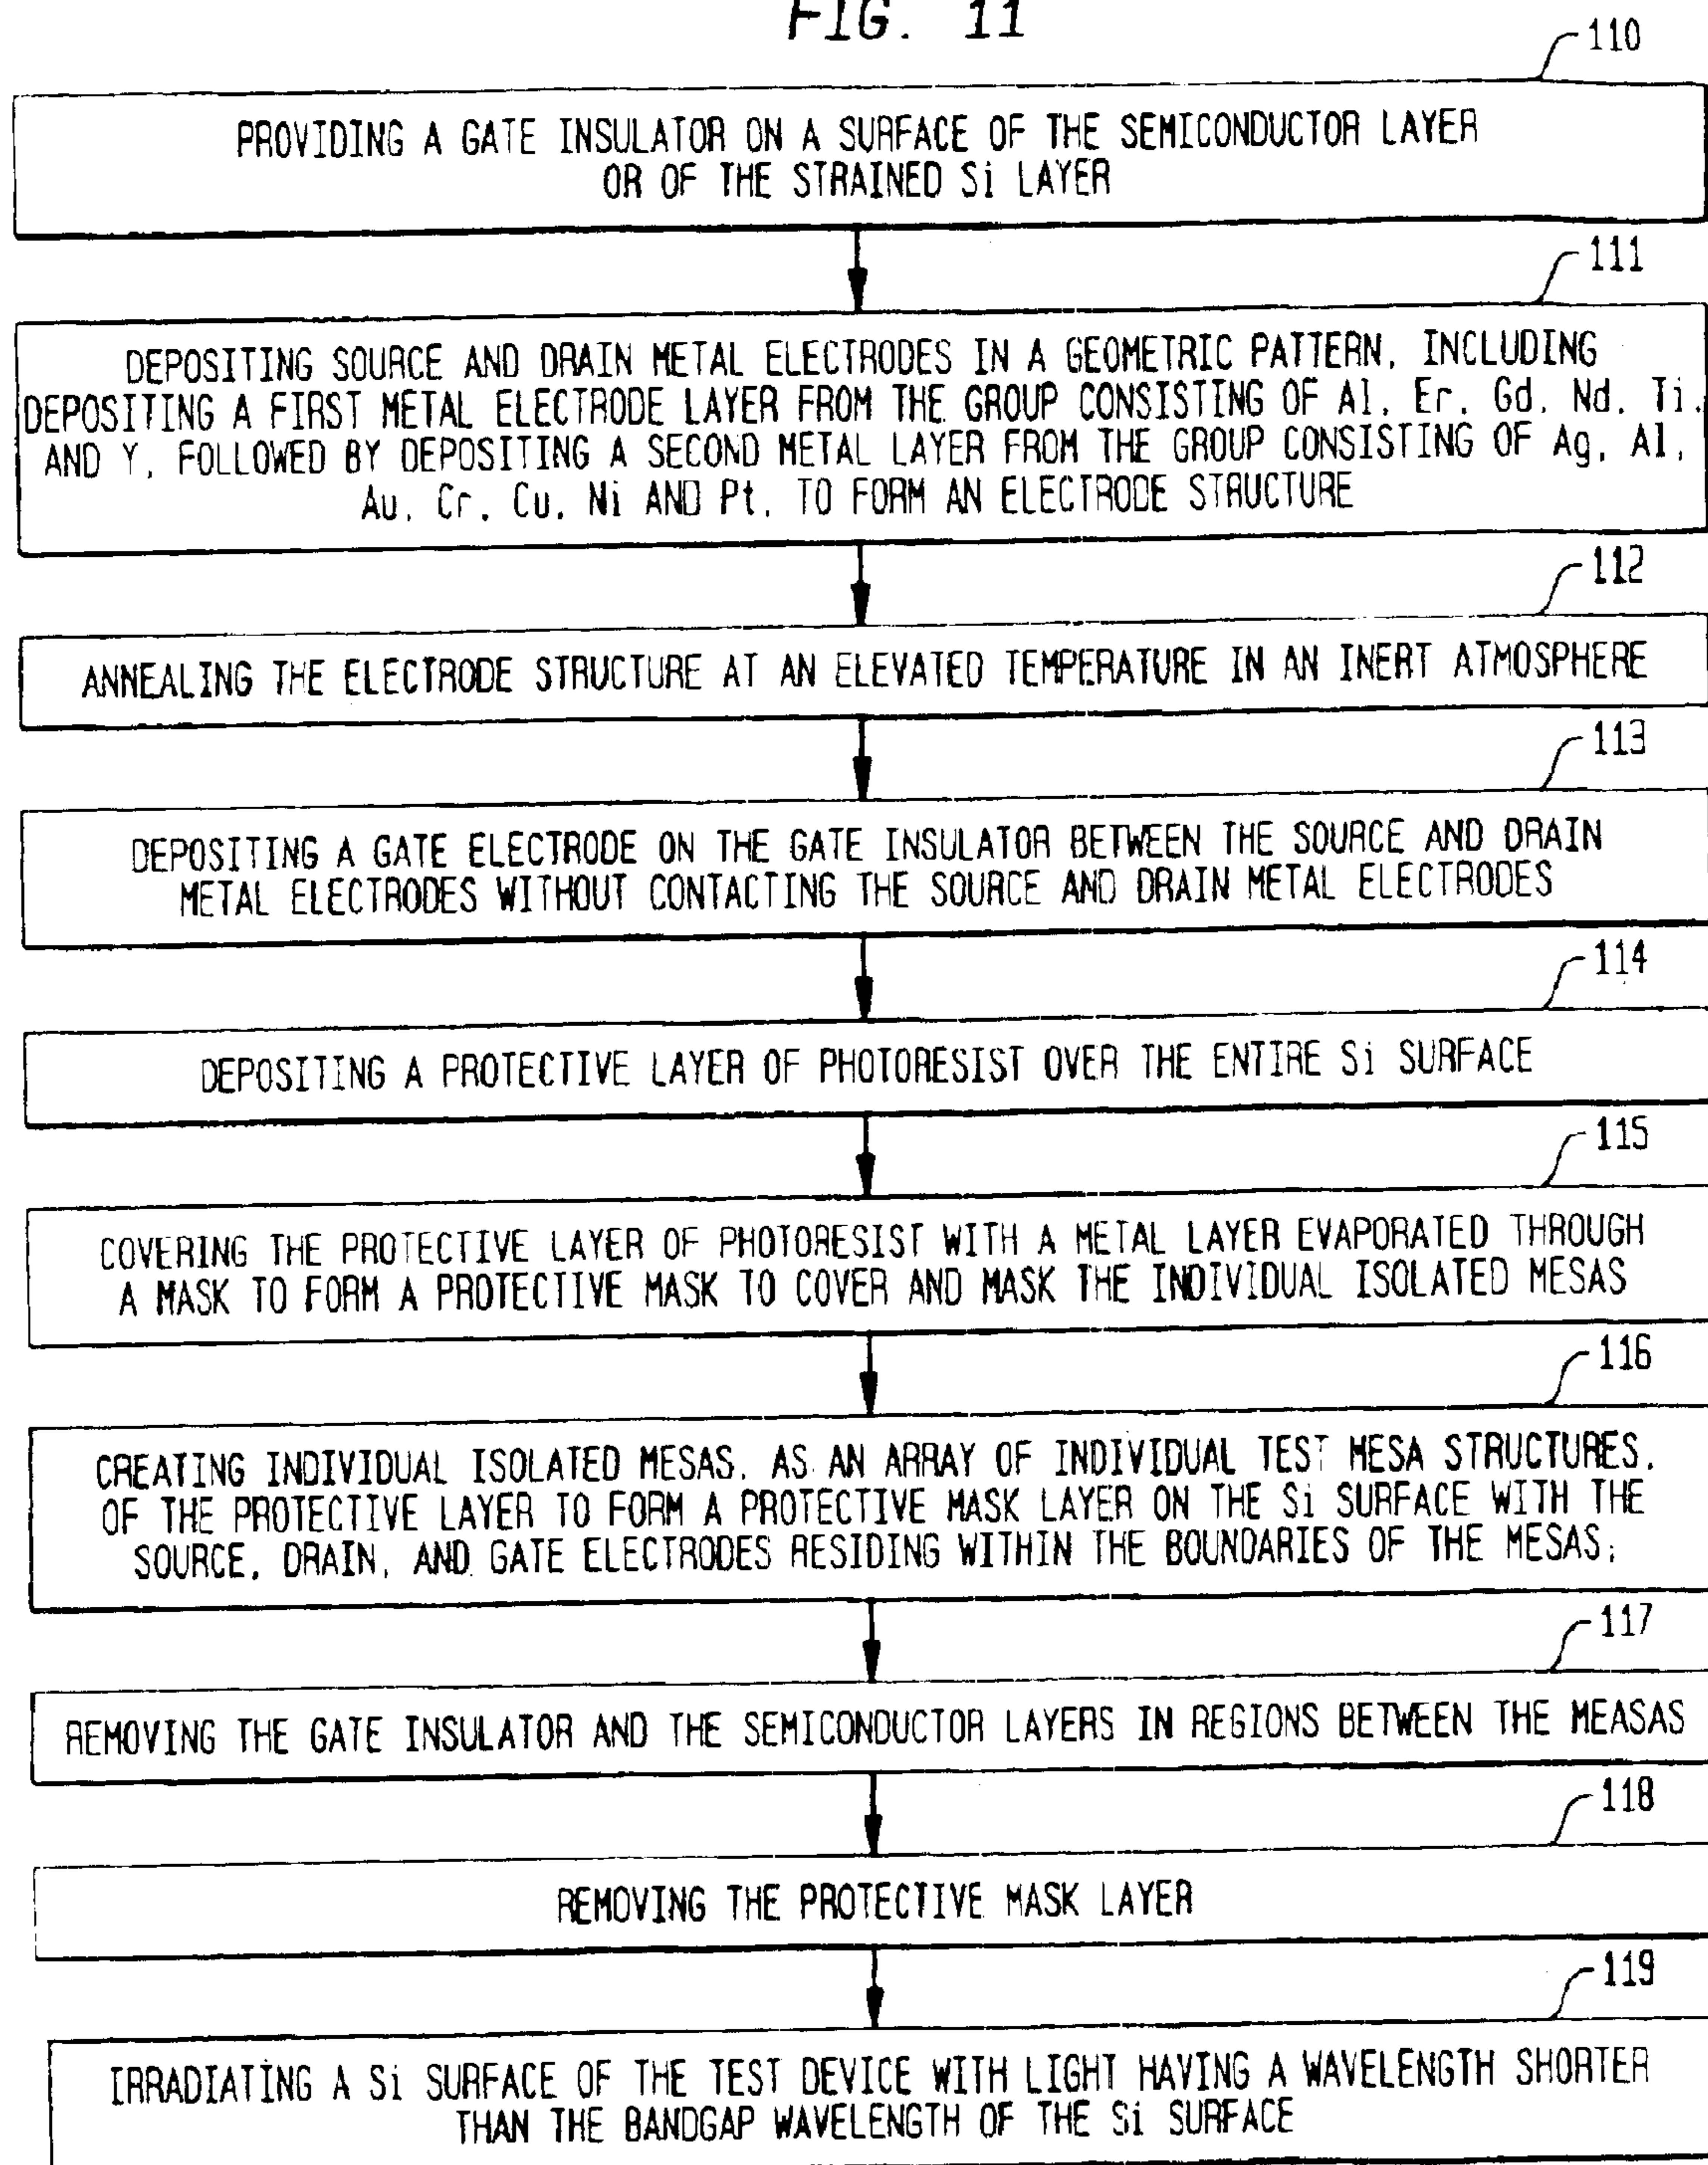 FIG. 11
110
PROVIDING A GATE INSULATOR ON A SURFACE OF THE SEMICONDUCTOR LAYER
OR OF THE STRAINED Si LAYER
111
DEPOSITING SOURCE AND DRAIN METAL ELECTRODES IN A GEOMETRIC PATTERN, INCLUDING
DEPOSITING A FIRST METAL ELECTRODE LAYER FROM THE GROUP CONSISTING OF Al, Er, Gd, Nd, Ti,
AND Y, FOLLOWED BY DEPOSITING A SECOND METAL LAYER FROM THE GROUP CONSISTING OF Ag, Al,
Au, Cr, Cu, Ni AND Pt, TO FORM AN ELECTRODE STRUCTURE
112
ANNEALING THE ELECTRODE STRUCTURE AT AN ELEVATED TEMPERATURE IN AN INERT ATMOSPHERE
113
DEPOSITING A GATE ELECTRODE ON THE GATE INSULATOR BETWEEN THE SOURCE AND DRAIN
METAL ELECTRODES WITHOUT CONTACTING THE SOURCE AND DRAIN METAL ELECTRODES
114
DEPOSITING A PROTECTIVE LAYER OF PHOTORESIST OVER THE ENTIRE Si SURFACE
115
COVERING THE PROTECTIVE LAYER OF PHOTORESIST WITH A METAL LAYER EVAPORATED THROUGH
A MASK TO FORM A PROTECTIVE MASK TO COVER AND MASK THE INDIVIDUAL ISOLATED MESAS
116
CREATING INDIVIDUAL ISOLATED MESAS, AS AN ARRAY OF INDIVIDUAL TEST MESA STRUCTURES,
OF THE PROTECTIVE LAYER TO FORM A PROTECTIVE MASK LAYER ON THE Si SURFACE WITH THE
SOURCE, DRAIN, AND GATE ELECTRODES RESIDING WITHIN THE BOUNDARIES OF THE MESAS;
117
REMOVING THE GATE INSULATOR AND THE SEMICONDUCTOR LAYERS IN REGIONS BETWEEN THE MEASAS
118
REMOVING THE PROTECTIVE MASK LAYER
119
IRRADIATING A Si SURFACE OF THE TEST DEVICE WITH LIGHT HAVING A WAVELENGTH SHORTER
THAN THE BANDGAP WAVELENGTH OF THE Si SURFACE